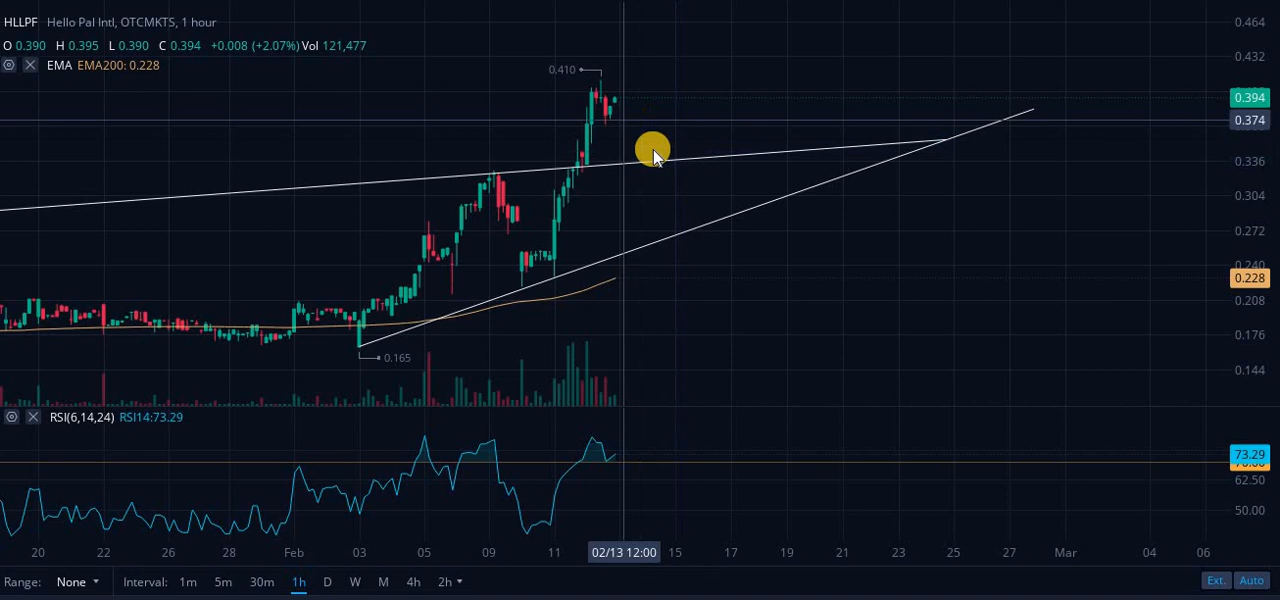 HLLPF Hello Pal Intl, OTCMKTS, 1 hour
O 0.390 H 0.395 L 0.390 C 0.394 +0.008 (+2.07%) Vol 121,477
EMA EMA200: 0.228
0.410
0.165
0.464
0.432
0.394
0.374
0.336
0.304
0.272
0.240
0.228
0.208
0.176
0.144
RSI(6,14,24) RSI14:73.29
73.29
62.50
50.00
20 22 26 28 Feb 03 05 09 11 02/13 12:00 15 17 19 21 23 25 27 Mar 04 06
Range: None Interval: 1m 5m 30m 1h D W M 4h 2h Ext. Auto